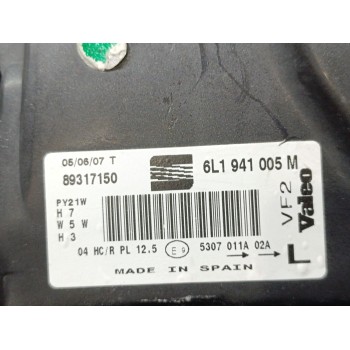 05/06/07 T
89317150
6L1 941 005 M
PY21W
H 7
W 5 W
H 3
04 HC/R PL 12.5 E 9 5307 011A 02A
MADE IN SPAIN
VF2
Valeo
L